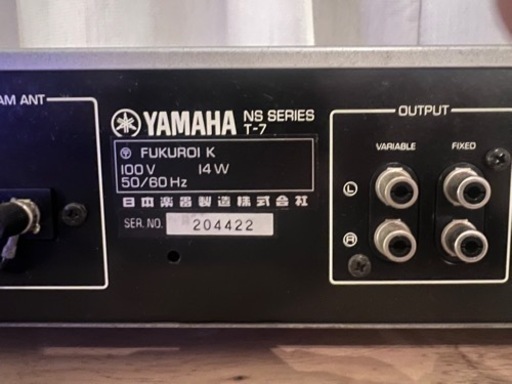 AM ANT
YAMAHA NS SERIES
T-7
FUKUROI K
100V 14W
50/60Hz
日本楽器製造株式会社
SER. NO. 204422
OUTPUT
VARIABLE FIXED
L
R